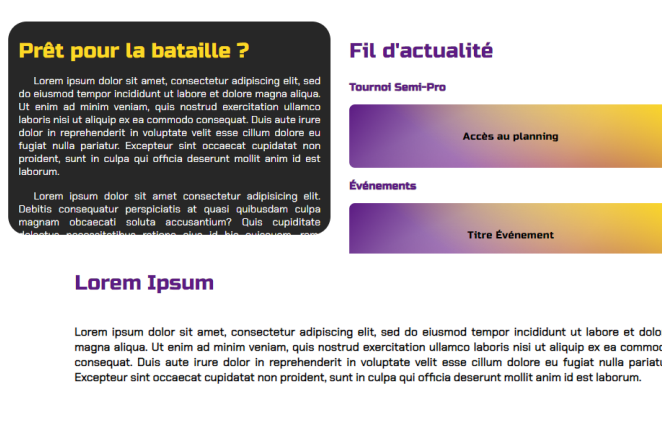 Prêt pour la bataille ?
Lorem ipsum dolor sit amet, consectetur adipiscing elit, sed
do eiusmod tempor incididunt ut labore et dolore magna aliqua.
Ut enim ad minim veniam, quis nostrud exercitation ullamco
laboris nisi ut aliquip ex ea commodo consequat. Duis aute irure
dolor in reprehenderit in voluptate velit esse cillum dolore eu
fugiat nulla pariatur. Excepteur sint occaecat cupidatat non
proident, sunt in culpa qui officia deserunt mollit anim id est
laborum.
Lorem ipsum dolor sit amet consectetur adipisicing elit.
Debitis consequatur perspiciatis at quasi quibusdam culpa
magnam obcaecati soluta accusantium? Quis cupiditate
Fil d'actualité
Tournoi Semi-Pro
Accès au planning
Événements
Titre Événement
Lorem Ipsum
Lorem ipsum dolor sit amet, consectetur adipiscing elit, sed do eiusmod tempor incididunt ut labore et dolo
magna aliqua. Ut enim ad minim veniam, quis nostrud exercitation ullamco laboris nisi ut aliquip ex ea commo
consequat. Duis aute irure dolor in reprehenderit in voluptate velit esse cillum dolore eu fugiat nulla pariatu
Excepteur sint occaecat cupidatat non proident, sunt in culpa qui officia deserunt mollit anim id est laborum.